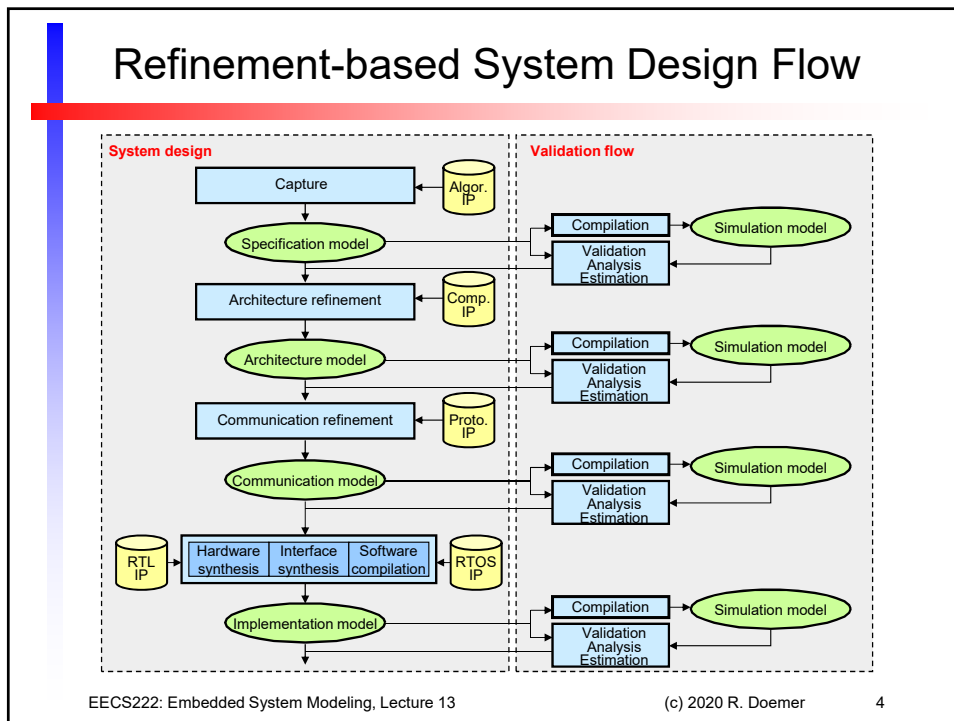 Refinement-based System Design Flow
System design
Validation flow
Capture
Algor.
IP
Specification model
Compilation
Simulation model
Validation
Analysis
Estimation
Architecture refinement
Comp.
IP
Architecture model
Compilation
Simulation model
Validation
Analysis
Estimation
Communication refinement
Proto.
IP
Communication model
Compilation
Simulation model
Validation
Analysis
Estimation
RTL
IP
Hardware
synthesis
Interface
synthesis
Software
compilation
RTOS
IP
Implementation model
Compilation
Simulation model
Validation
Analysis
Estimation
EECS222: Embedded System Modeling, Lecture 13
(c) 2020 R. Doemer
4